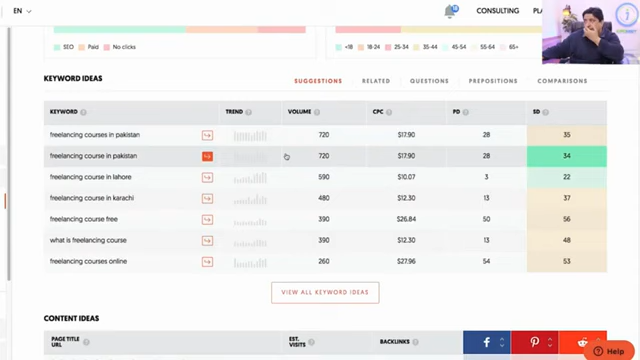 EN
18
CONSULTING
SEO Paid No clicks
<18 18-24 25-34 35-44 45-54 55-64 65+
KEYWORD IDEAS
SUGGESTIONS RELATED QUESTIONS PREPOSITIONS COMPARISONS
KEYWORD ? TREND ? VOLUME ? CPC ? PD ? SD ?
freelancing courses in pakistan 720 $17.90 28 35
freelancing course in pakistan 720 $17.90 28 34
freelancing course in lahore 590 $10.07 3 22
freelancing courses in karachi 480 $12.30 13 37
freelancing course free 390 $26.84 50 56
what is freelancing course 390 $12.30 13 48
freelancing courses online 260 $27.96 54 53
VIEW ALL KEYWORD IDEAS
CONTENT IDEAS
PAGE TITLE
URL ?
EST.
VISITS ?
BACKLINKS ?
? Help